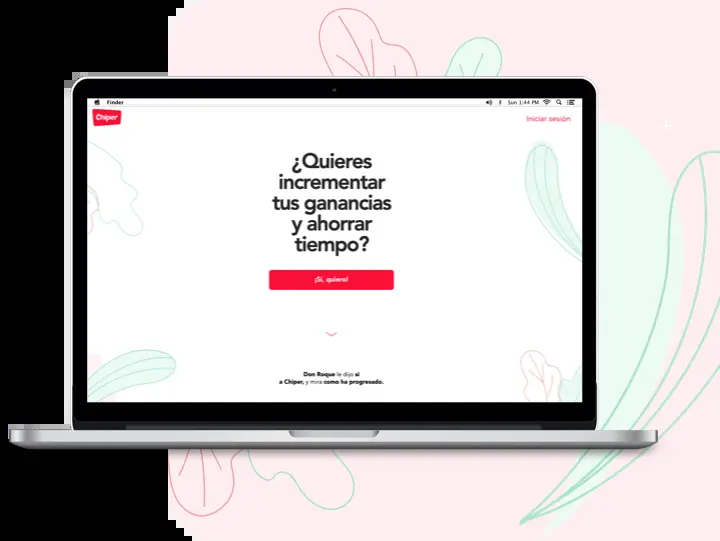 Finder
Sun 1:44 PM
Chiper
Iniciar sesión
¿Quieres
incrementar
tus ganancias
y ahorrar
tiempo?
¡Sí, quiero!
Don Roque le dijo sí
a Chiper, y mira como ha progresado.